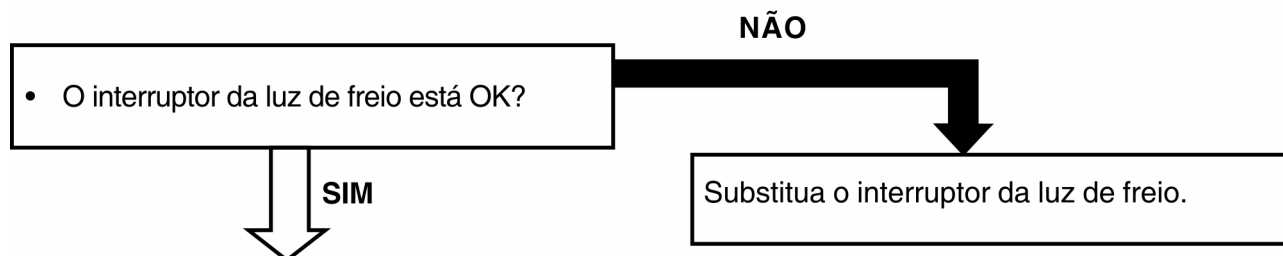 NÃO
• O interruptor da luz de freio está OK?
SIM
Substitua o interruptor da luz de freio.